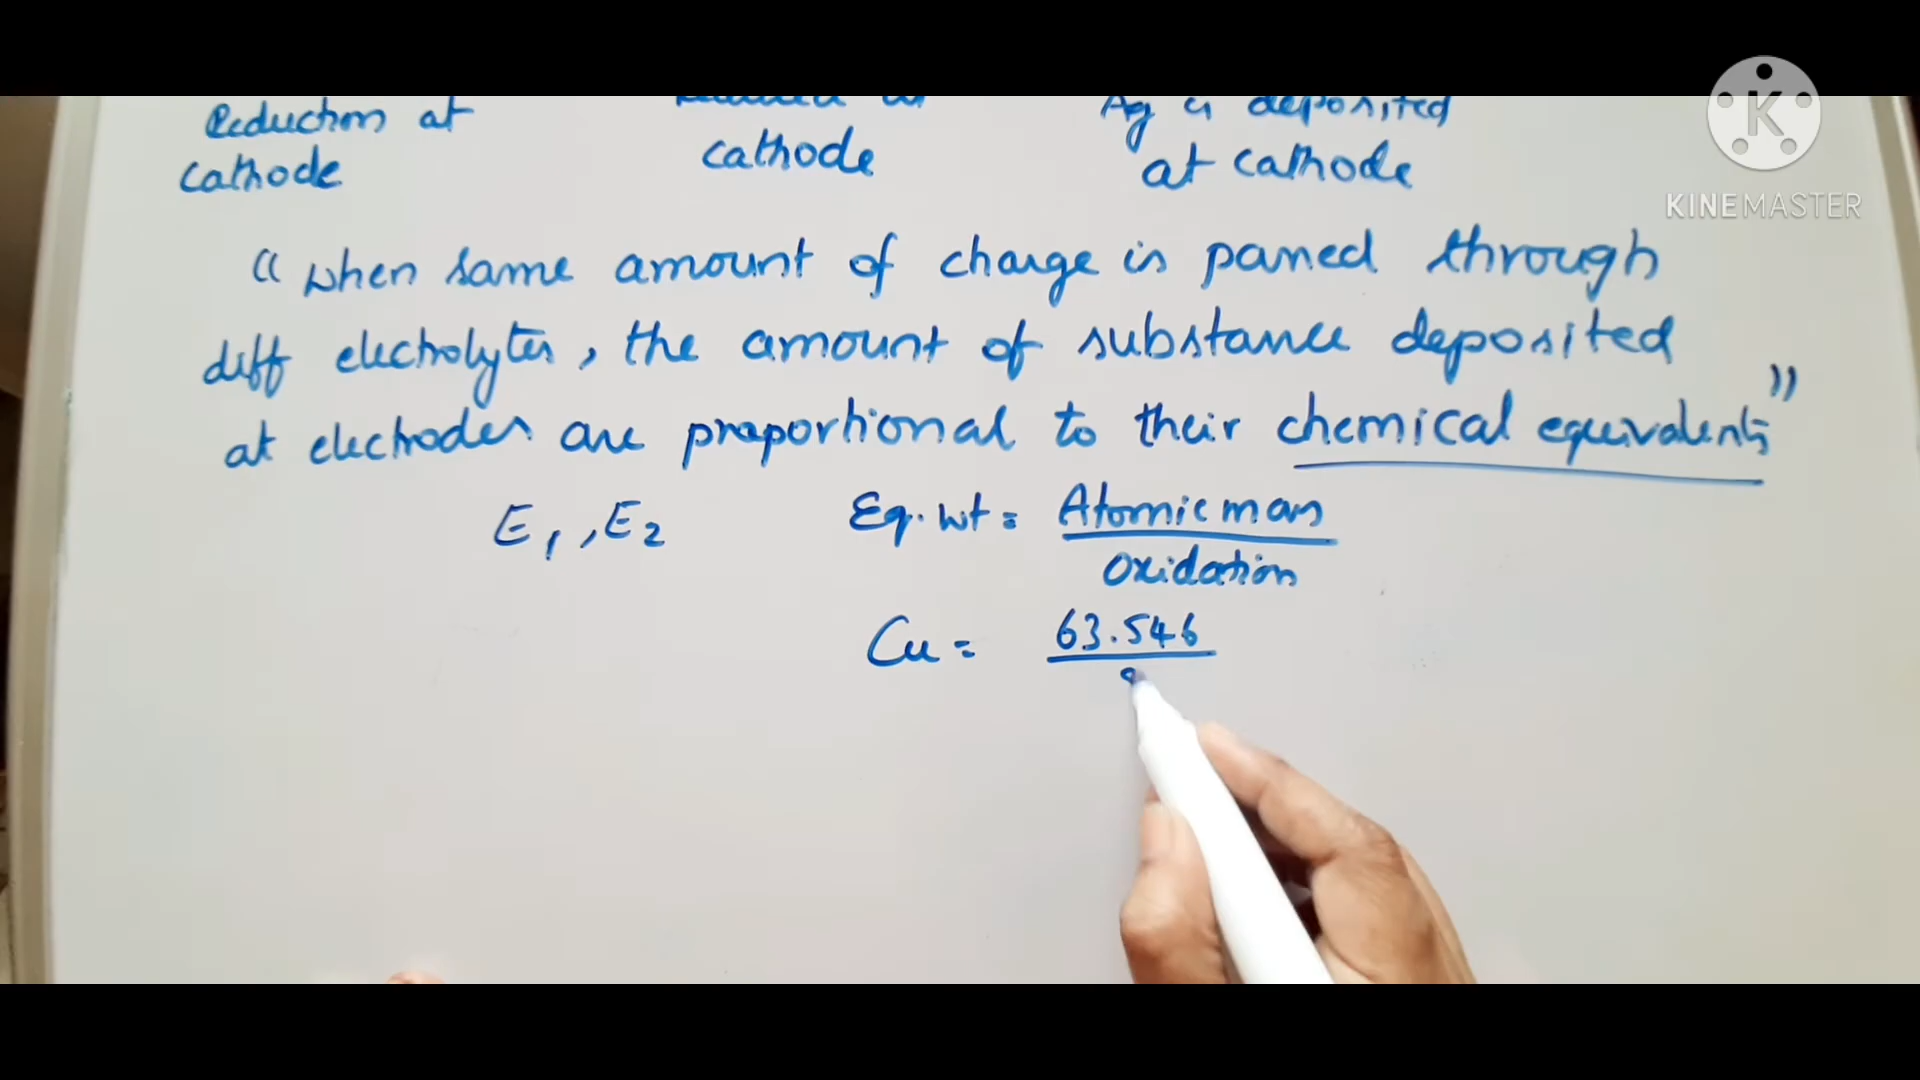 Reduction at
cathode
cathode
Ag is deposited
at cathode
K
KINEMASTER
"When same amount of charge is passed through
diff electrolytes, the amount of substance deposited
at electrodes are proportional to their chemical equivalents"
E1, E2
Eq. wt = Atomic mass
Oxidation
Cu = 63.546